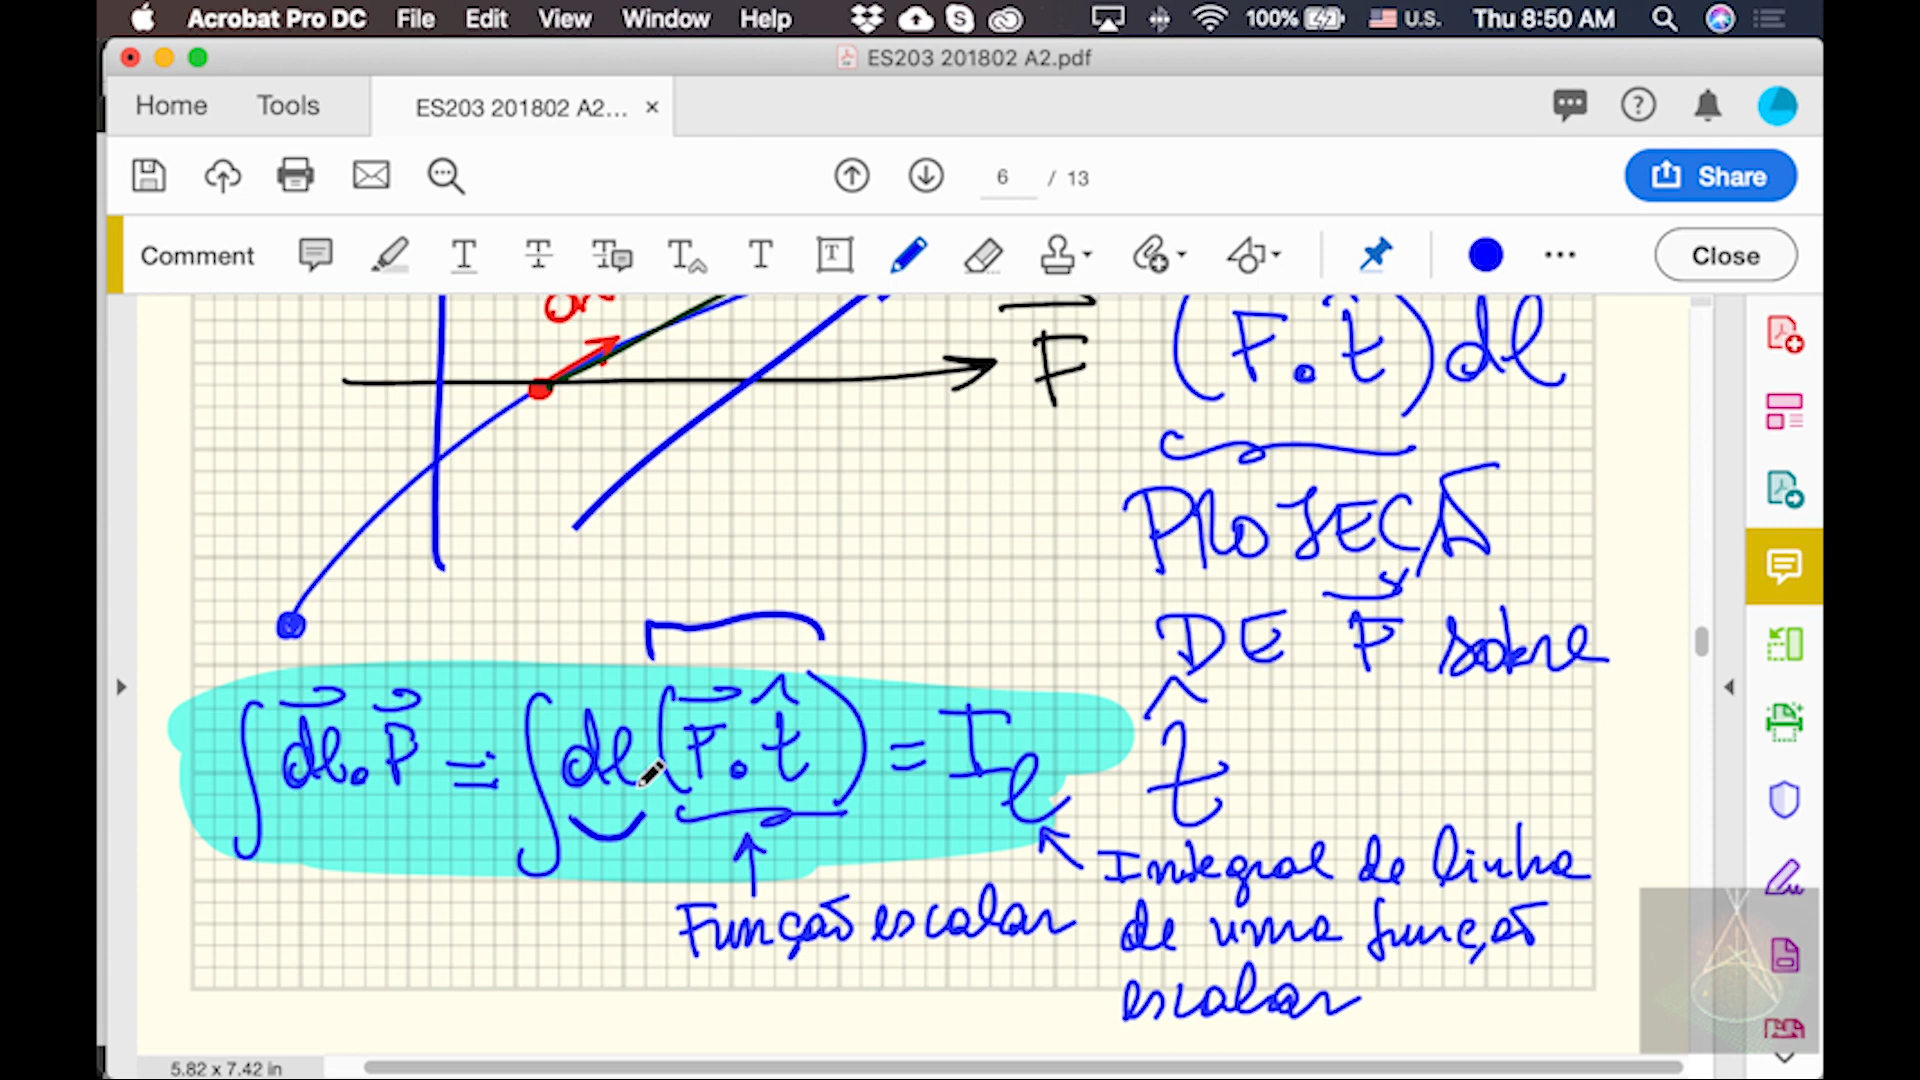 Acrobat Pro DC File Edit View Window Help 100% U.S. Thu 8:50 AM
ES203 201802 A2.pdf
Home Tools ES203 201802 A2... ×
6 / 13 Share
Comment Close
F
(F . t̂) dl
PROJEÇÃ
DE F⃗ sobre
t̂
∫ dl⃗ . F⃗ = ∫ dl (F⃗ . t̂) = I_l
Função escalar
Integral de linha
de uma função
escalar
5.82 x 7.42 in